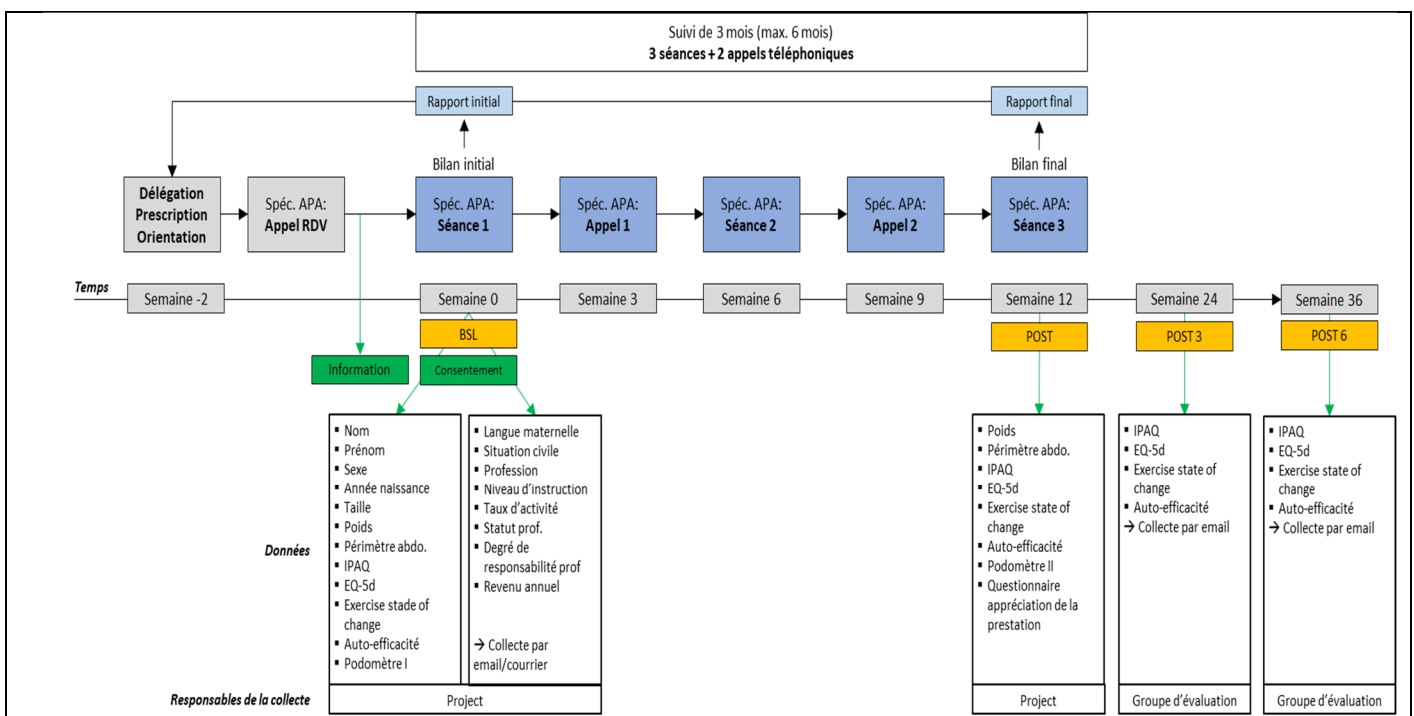 Suivi de 3 mois (max. 6 mois)
3 séances + 2 appels téléphoniques
Rapport initial
Rapport final
Bilan initial
Bilan final
Délégation
Prescription
Orientation
Spéc. APA:
Appel RDV
Spéc. APA:
Séance 1
Spéc. APA:
Appel 1
Spéc. APA:
Séance 2
Spéc. APA:
Appel 2
Spéc. APA:
Séance 3
Temps
Semaine -2
Semaine 0
Semaine 3
Semaine 6
Semaine 9
Semaine 12
Semaine 24
Semaine 36
BSL
POST
POST 3
POST 6
Information
Consentement
Données
▪ Nom
▪ Prénom
▪ Sexe
▪ Année naissance
▪ Taille
▪ Poids
▪ Périmètre abdo.
▪ IPAQ
▪ EQ-5d
▪ Exercise stade of
change
▪ Auto-efficacité
▪ Podomètre I
▪ Langue maternelle
▪ Situation civile
▪ Profession
▪ Niveau d'instruction
▪ Taux d'activité
▪ Statut prof.
▪ Degré de
responsabilité prof
▪ Revenu annuel
→ Collecte par
email/courrier
▪ Poids
▪ Périmètre abdo.
▪ IPAQ
▪ EQ-5d
▪ Exercise state of
change
▪ Auto-efficacité
▪ Podomètre II
▪ Questionnaire
appréciation de la
prestation
▪ IPAQ
▪ EQ-5d
▪ Exercise state of
change
▪ Auto-efficacité
→ Collecte par email
▪ IPAQ
▪ EQ-5d
▪ Exercise state of
change
▪ Auto-efficacité
→ Collecte par email
Responsables de la collecte
Project
Project
Groupe d'évaluation
Groupe d'évaluation